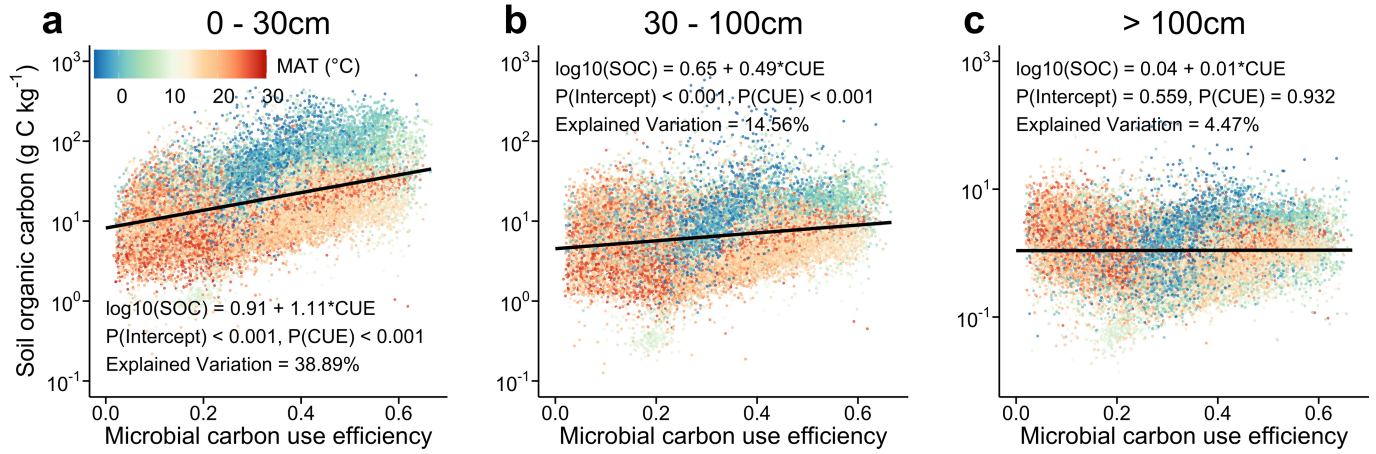 a
0 - 30cm
Soil organic carbon (g C kg⁻¹)
10³
10²
10¹
10⁰
10⁻¹
MAT (°C)
0 10 20 30
log10(SOC) = 0.91 + 1.11*CUE
P(Intercept) < 0.001, P(CUE) < 0.001
Explained Variation = 38.89%
0.0 0.2 0.4 0.6
Microbial carbon use efficiency
b
30 - 100cm
10³
10²
10¹
10⁰
10⁻¹
log10(SOC) = 0.65 + 0.49*CUE
P(Intercept) < 0.001, P(CUE) < 0.001
Explained Variation = 14.56%
0.0 0.2 0.4 0.6
Microbial carbon use efficiency
c
> 100cm
10³
10¹
10⁻¹
log10(SOC) = 0.04 + 0.01*CUE
P(Intercept) = 0.559, P(CUE) = 0.932
Explained Variation = 4.47%
0.0 0.2 0.4 0.6
Microbial carbon use efficiency